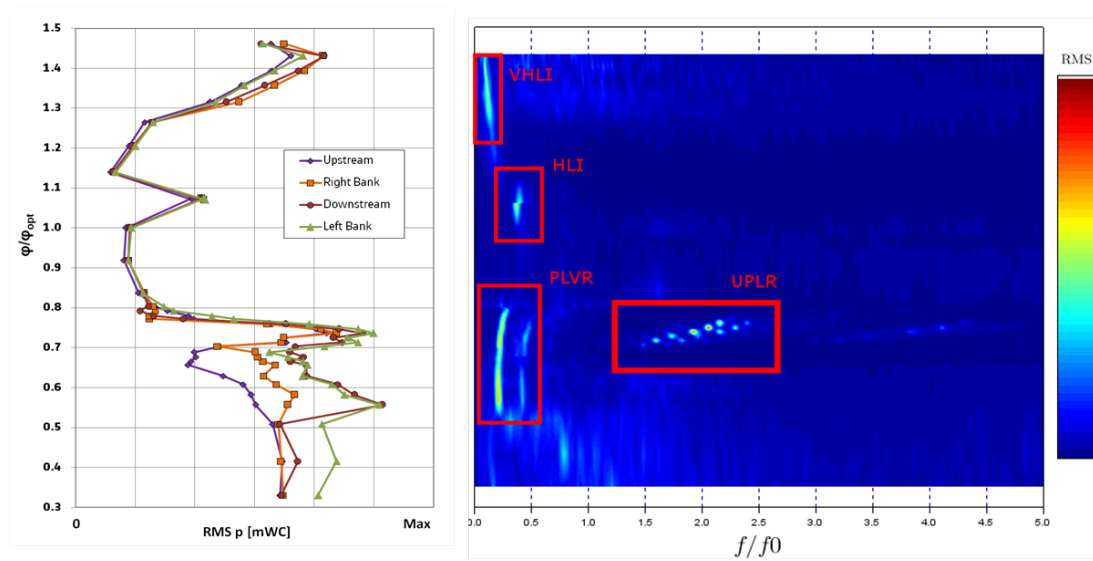 1.5
1.4
1.3
1.2
1.1
1.0
0.9
0.8
0.7
0.6
0.5
0.4
0.3
φ/φopt
Upstream
Right Bank
Downstream
Left Bank
0
RMS p [mWC]
Max
VHLI
HLI
PLVR
UPLR
RMS
0.0 0.5 1.0 1.5 2.0 2.5 3.0 3.5 4.0 4.5 5.0
f/f0